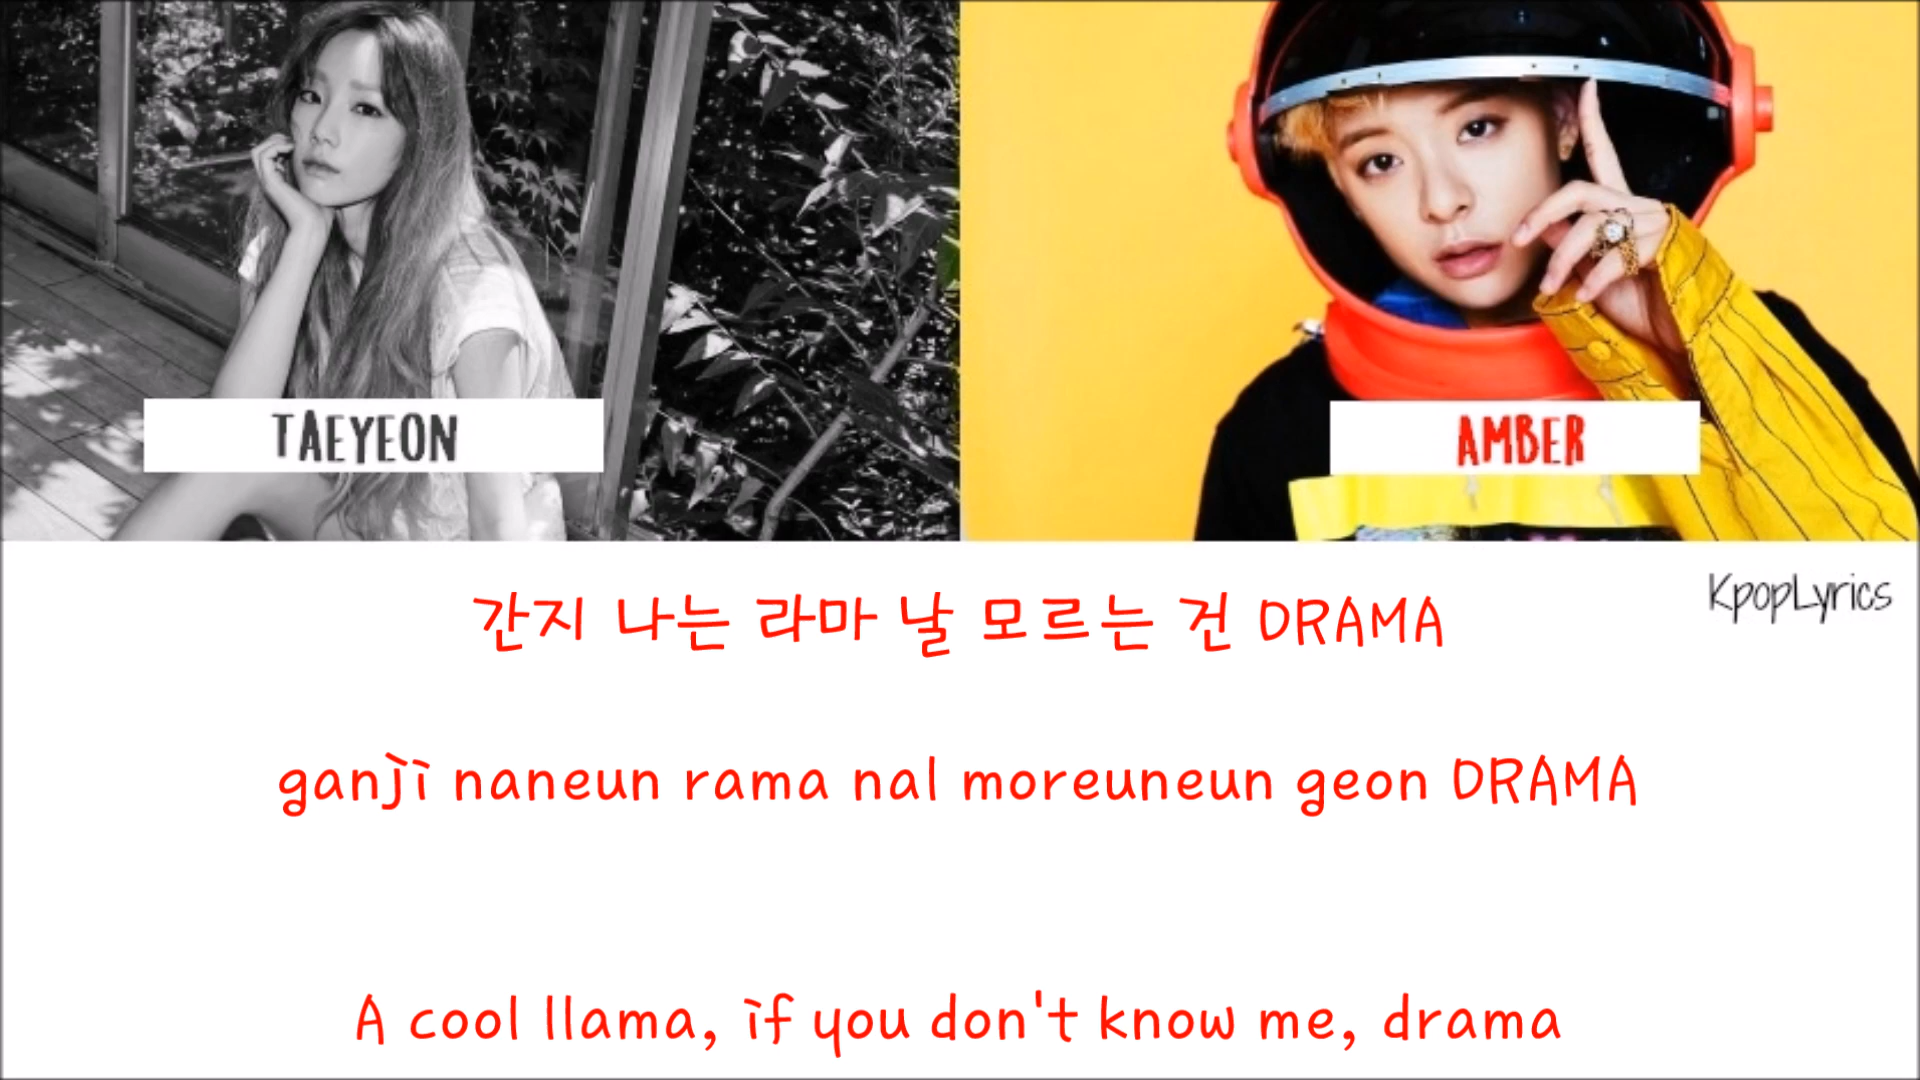 TAEYEON
AMBER
KpopLyrics
간지 나는 라마 날 모르는 건 DRAMA
ganji naneun rama nal moreuneun geon DRAMA
A cool llama, if you don't know me, drama